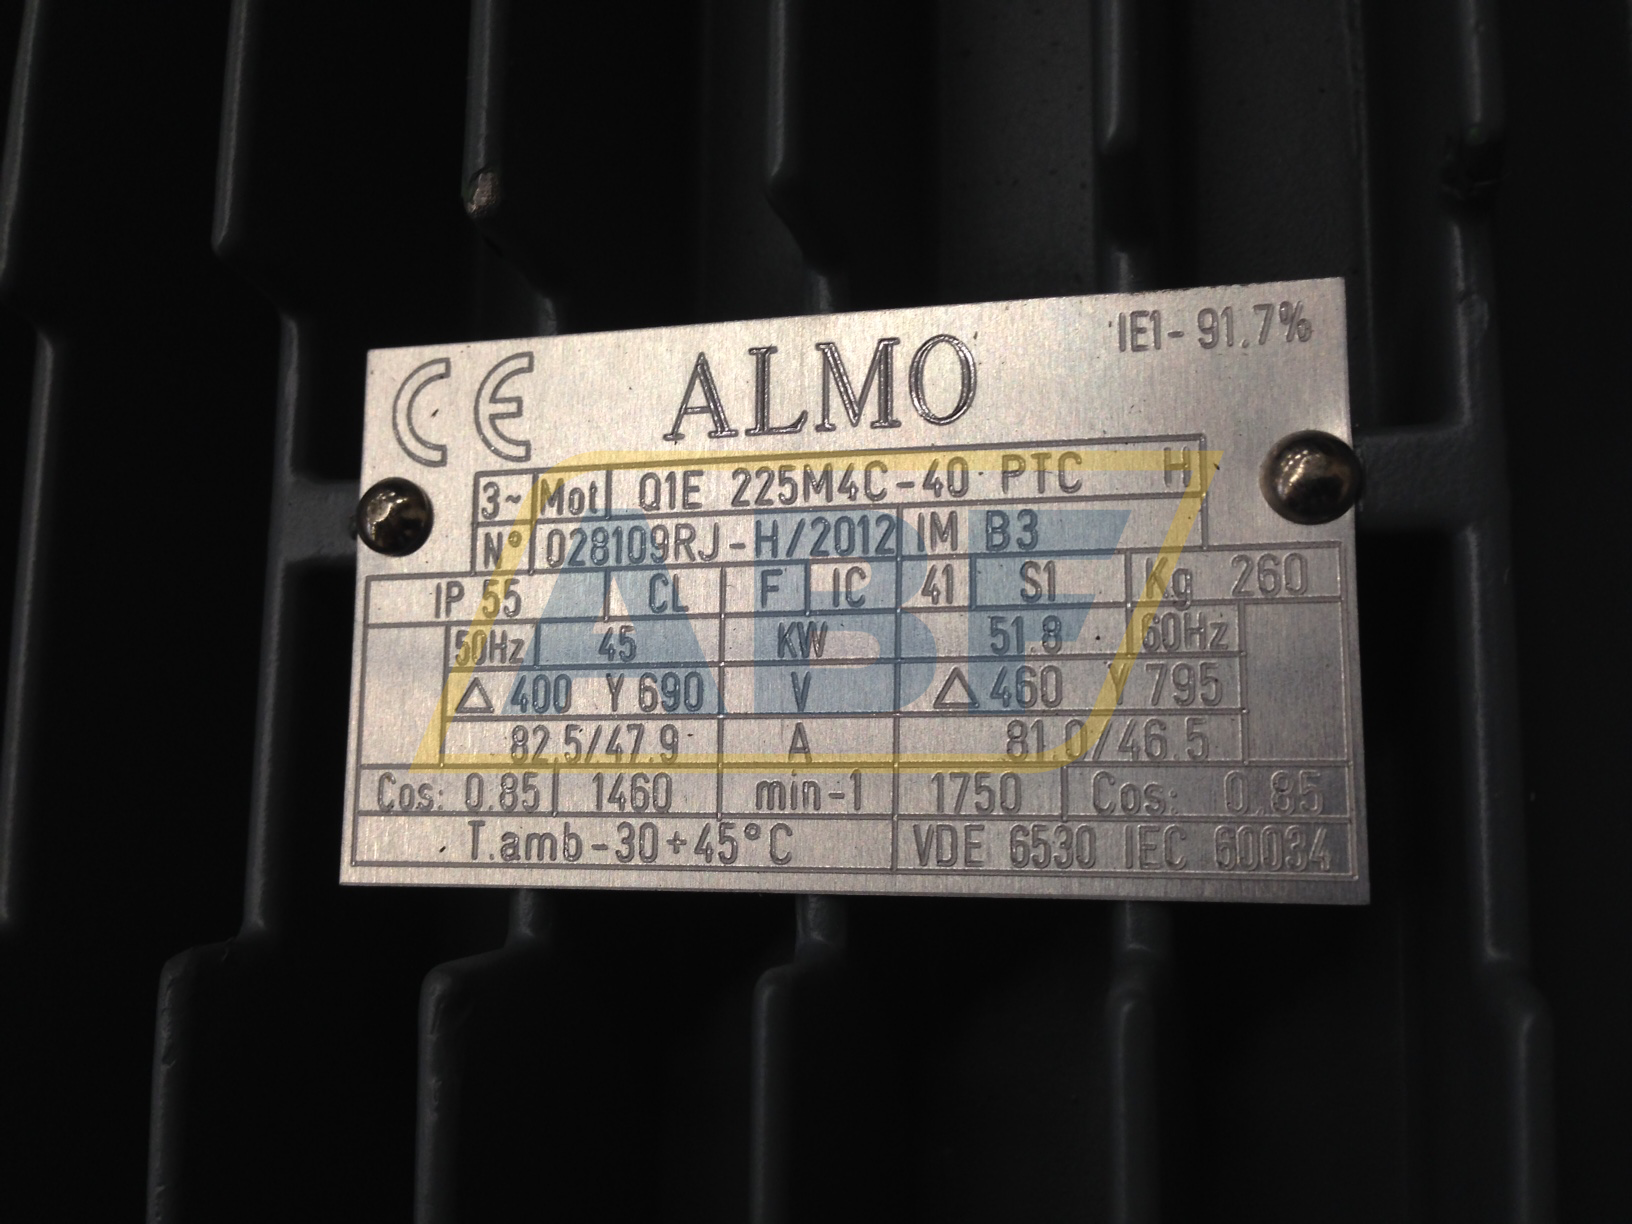 CE ALMO IE1-91.7%
3~ Mot Q1E 225M4C-40 PTC H
N° 028109RJ-H/2012 IM B3
IP 55 CL F IC 41 S1 Kg 260
50Hz 45 KW 51.8 60Hz
△ 400 Y 690 V △ 460 Y 795
82.5/47.9 A 81.0/46.5
Cos: 0.85 1460 min-1 1750 Cos: 0.85
T.amb-30+45°C VDE 6530 IEC 60034
ABF